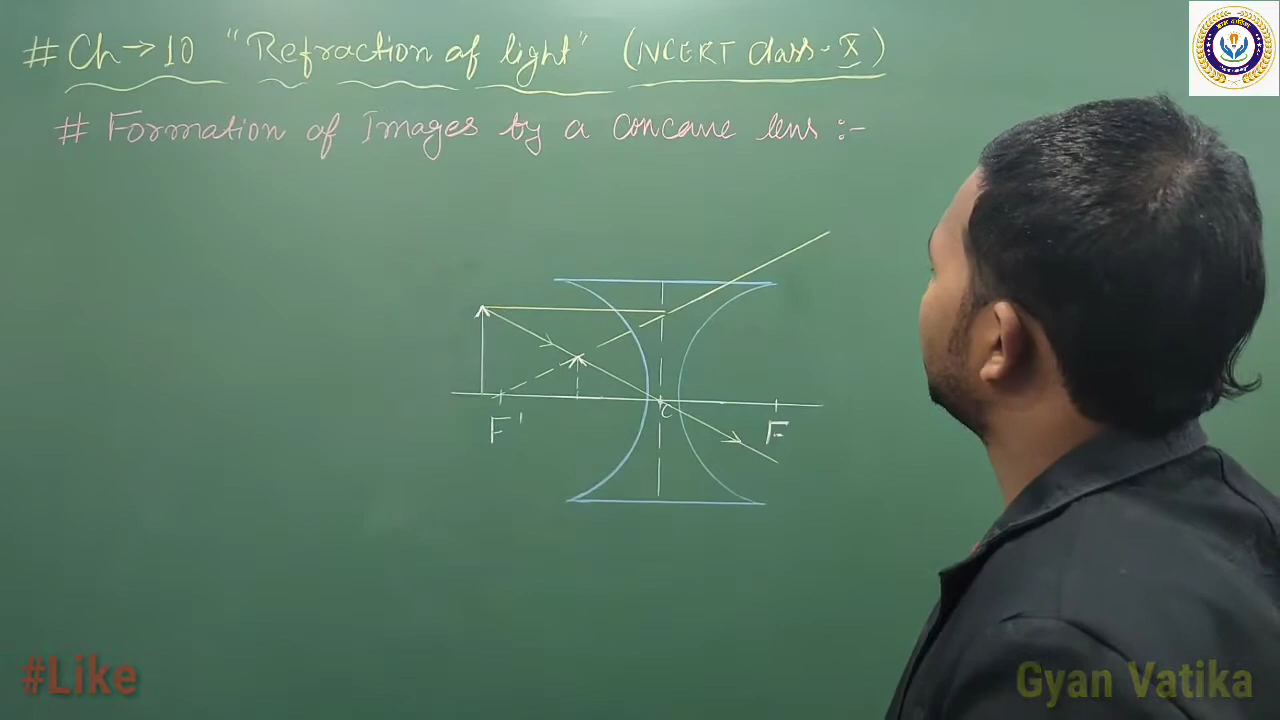 # Ch → 10 "Refraction of light" (NCERT Class - X)
# Formation of Images by a concave lens :-
C
F' F
#Like
Gyan Vatika